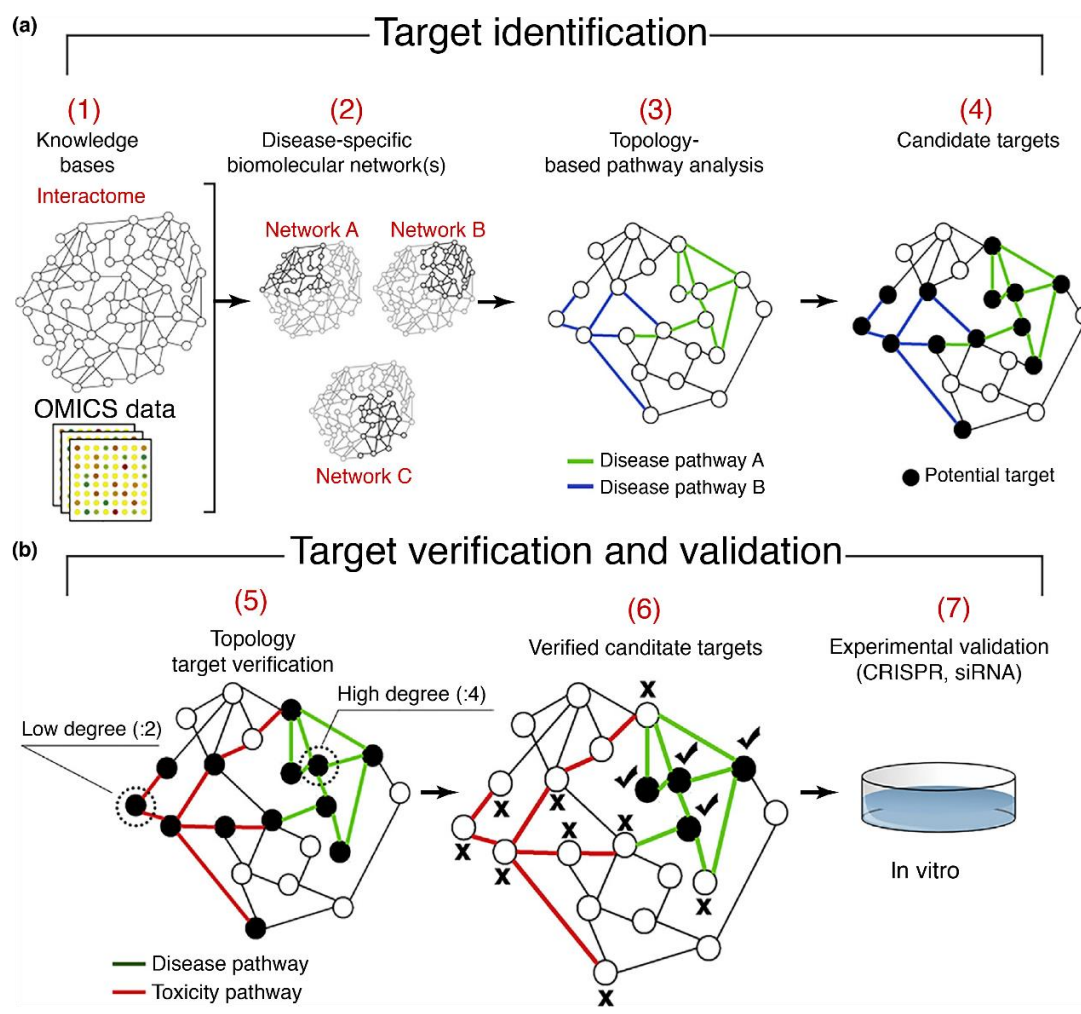 (a)
Target identification
(1)
Knowledge
bases
Interactome
OMICS data
(2)
Disease-specific
biomolecular network(s)
Network A
Network B
Network C
(3)
Topology-
based pathway analysis
Disease pathway A
Disease pathway B
(4)
Candidate targets
Potential target
(b)
Target verification and validation
(5)
Topology
target verification
Low degree (:2)
High degree (:4)
Disease pathway
Toxicity pathway
(6)
Verified canditate targets
X
X
X
X
X
X
X
X
X
(7)
Experimental validation
(CRISPR, siRNA)
In vitro